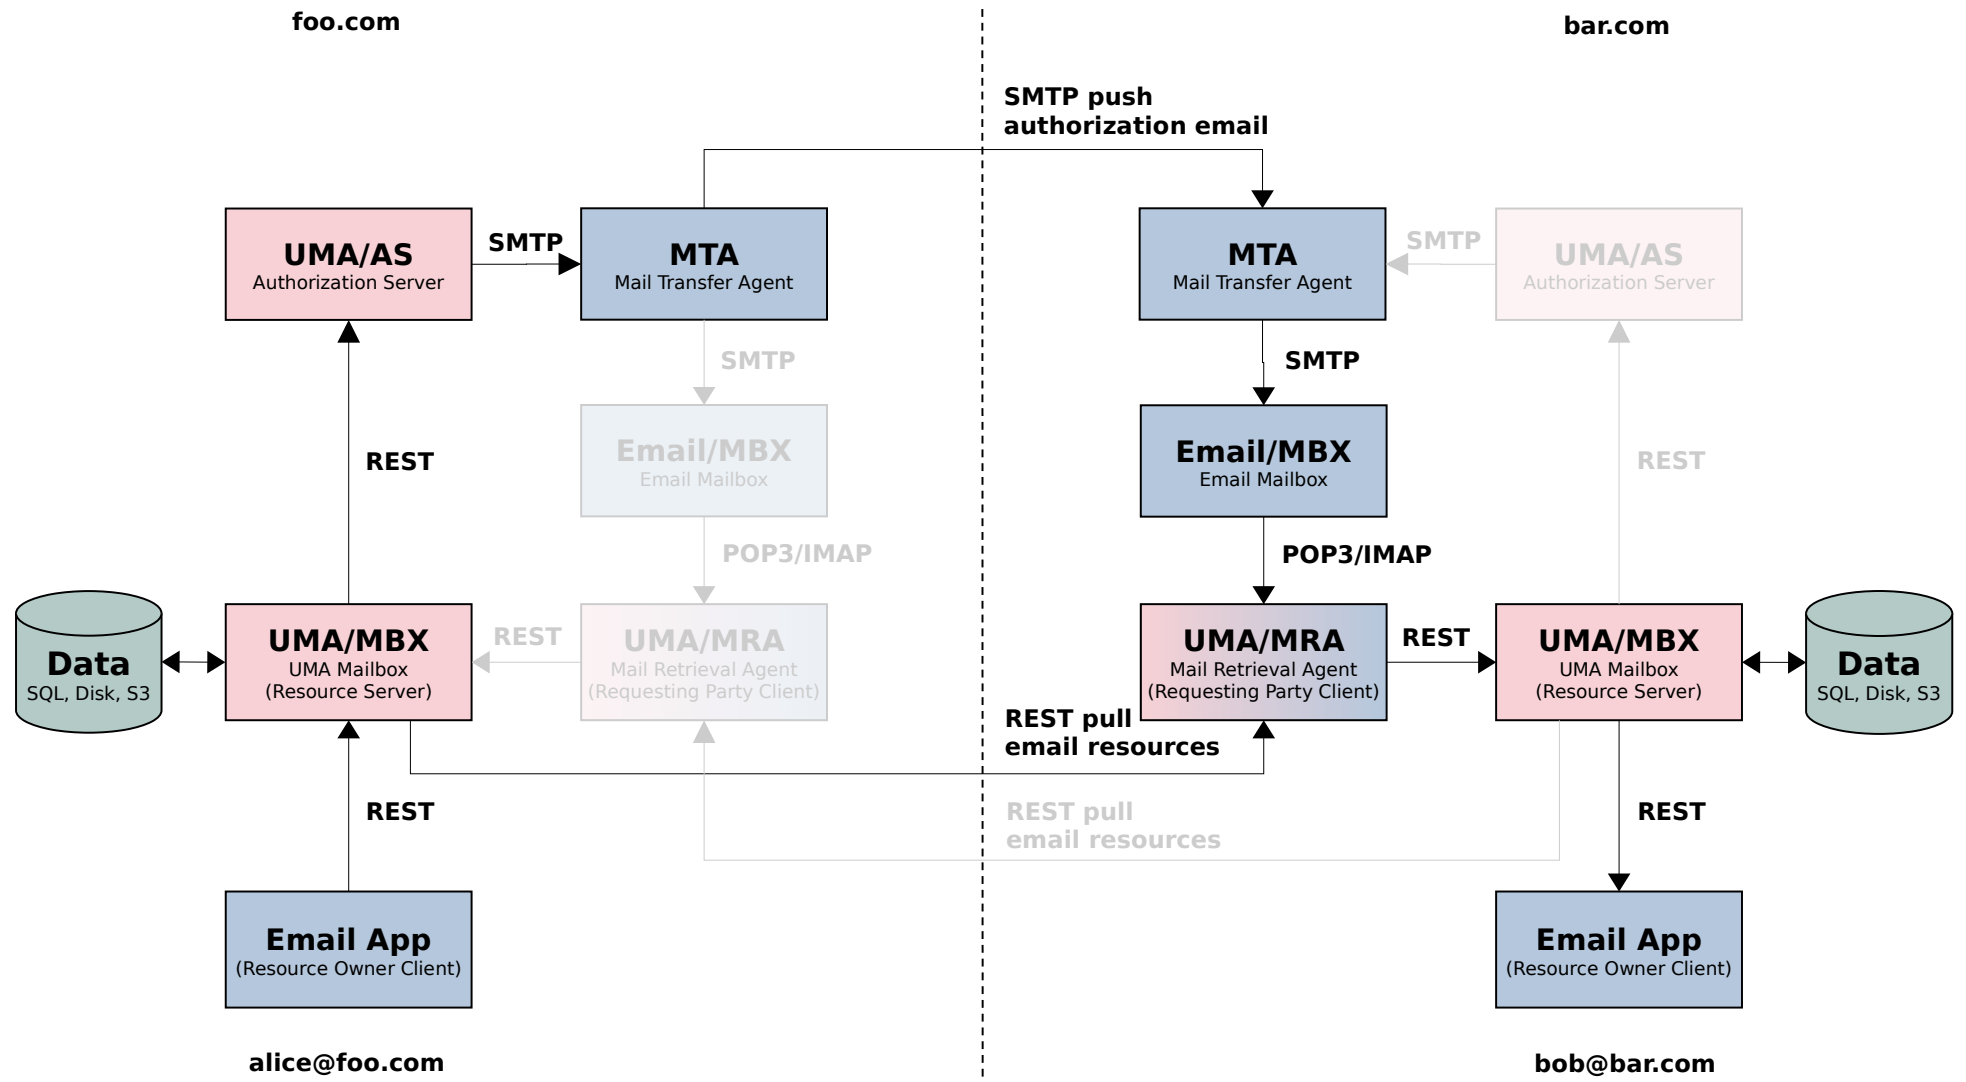 foo.com
bar.com
SMTP push
authorization email
UMA/AS
Authorization Server
SMTP
MTA
Mail Transfer Agent
MTA
Mail Transfer Agent
SMTP
UMA/AS
Authorization Server
SMTP
SMTP
Email/MBX
Email Mailbox
Email/MBX
Email Mailbox
REST
REST
POP3/IMAP
POP3/IMAP
Data
SQL, Disk, S3
UMA/MBX
UMA Mailbox
(Resource Server)
REST
UMA/MRA
Mail Retrieval Agent
(Requesting Party Client)
UMA/MRA
Mail Retrieval Agent
(Requesting Party Client)
REST
UMA/MBX
UMA Mailbox
(Resource Server)
Data
SQL, Disk, S3
REST pull
email resources
REST
REST pull
email resources
REST
Email App
(Resource Owner Client)
Email App
(Resource Owner Client)
alice@foo.com
bob@bar.com